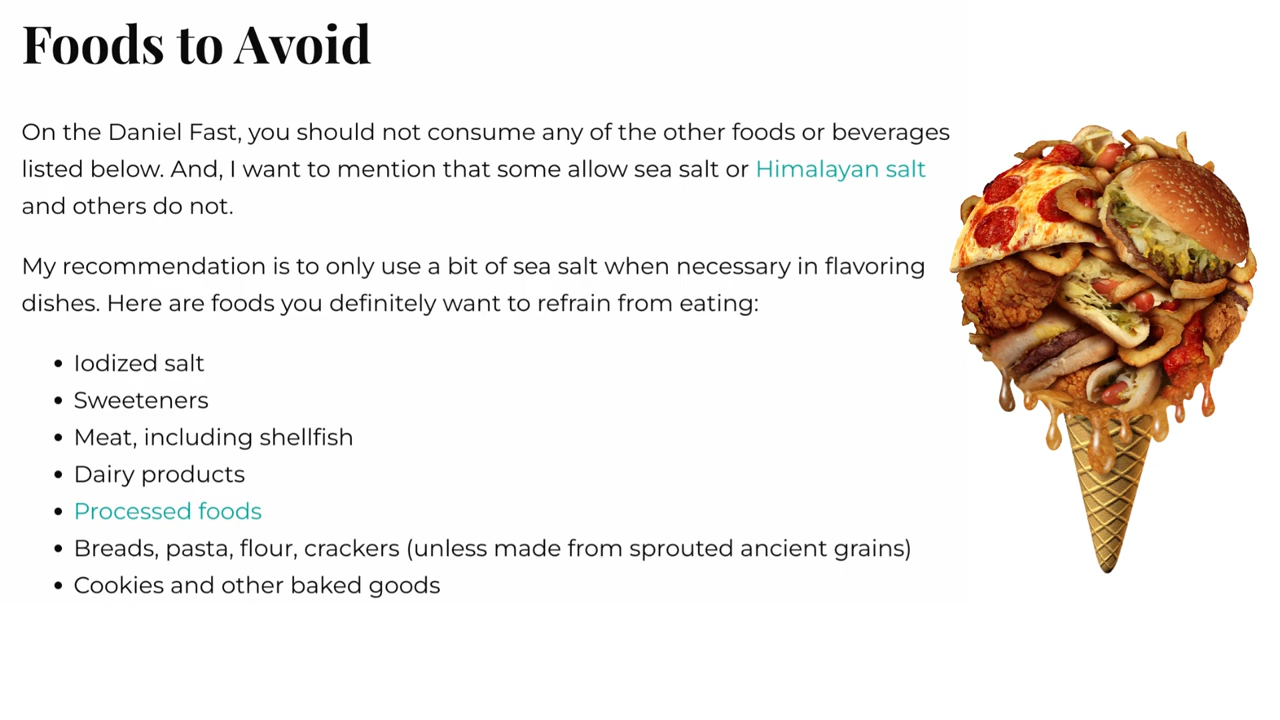 Foods to Avoid
On the Daniel Fast, you should not consume any of the other foods or beverages
listed below. And, I want to mention that some allow sea salt or Himalayan salt
and others do not.
My recommendation is to only use a bit of sea salt when necessary in flavoring
dishes. Here are foods you definitely want to refrain from eating:
• Iodized salt
• Sweeteners
• Meat, including shellfish
• Dairy products
• Processed foods
• Breads, pasta, flour, crackers (unless made from sprouted ancient grains)
• Cookies and other baked goods